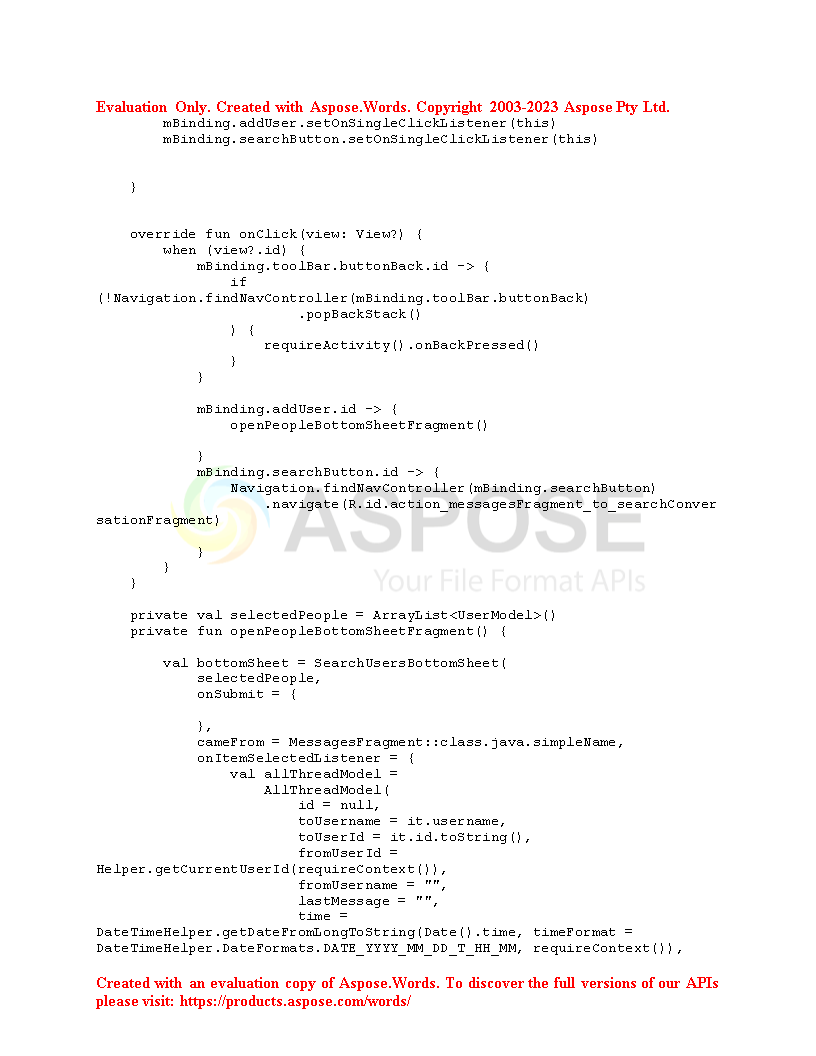 Evaluation Only. Created with Aspose.Words. Copyright 2003-2023 Aspose Pty Ltd.
        mBinding.addUser.setOnSingleClickListener(this)
        mBinding.searchButton.setOnSingleClickListener(this)
    }
    override fun onClick(view: View?) {
        when (view?.id) {
            mBinding.toolBar.buttonBack.id -> {
                if
(!Navigation.findNavController(mBinding.toolBar.buttonBack)
                        .popBackStack()
                ) {
                    requireActivity().onBackPressed()
                }
            }
            mBinding.addUser.id -> {
                openPeopleBottomSheetFragment()
            }
            mBinding.searchButton.id -> {
                Navigation.findNavController(mBinding.searchButton)
                    .navigate(R.id.action_messagesFragment_to_searchConver
sationFragment)
            }
        }
    }
ASPOSE
Your File Format APIs
    private val selectedPeople = ArrayList<UserModel>()
    private fun openPeopleBottomSheetFragment() {
        val bottomSheet = SearchUsersBottomSheet(
            selectedPeople,
            onSubmit = {
            },
            cameFrom = MessagesFragment::class.java.simpleName,
            onItemSelectedListener = {
                val allThreadModel =
                    AllThreadModel(
                        id = null,
                        toUsername = it.username,
                        toUserId = it.id.toString(),
                        fromUserId =
Helper.getCurrentUserId(requireContext()),
                        fromUsername = "",
                        lastMessage = "",
                        time =
DateTimeHelper.getDateFromLongToString(Date().time, timeFormat =
DateTimeHelper.DateFormats.DATE_YYYY_MM_DD_T_HH_MM, requireContext()),
Created with an evaluation copy of Aspose.Words. To discover the full versions of our APIs
please visit: https://products.aspose.com/words/